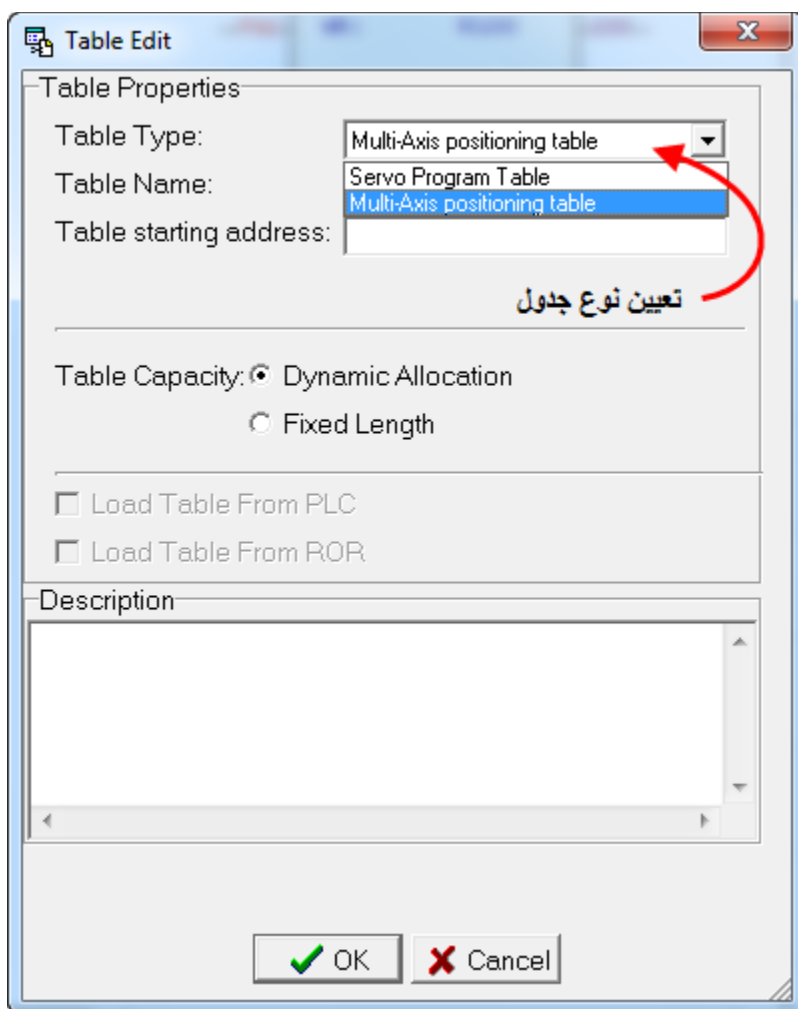 Table Edit
Table Properties
Table Type: Multi-Axis positioning table
Servo Program Table
Table Name:
Multi-Axis positioning table
Table starting address:
تعیین نوع جدول
Table Capacity: Dynamic Allocation
Fixed Length
Load Table From PLC
Load Table From ROR
Description
OK Cancel